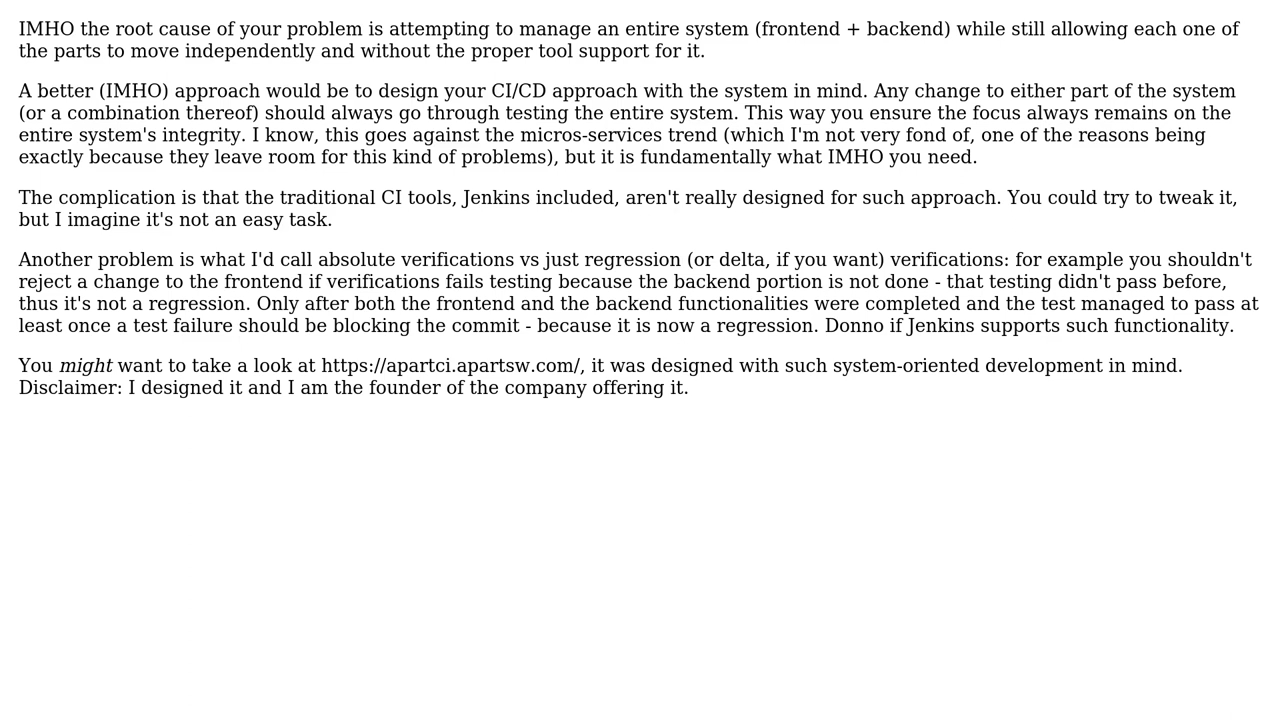 IMHO the root cause of your problem is attempting to manage an entire system (frontend + backend) while still allowing each one of
the parts to move independently and without the proper tool support for it.
A better (IMHO) approach would be to design your CI/CD approach with the system in mind. Any change to either part of the system
(or a combination thereof) should always go through testing the entire system. This way you ensure the focus always remains on the
entire system's integrity. I know, this goes against the micros-services trend (which I'm not very fond of, one of the reasons being
exactly because they leave room for this kind of problems), but it is fundamentally what IMHO you need.
The complication is that the traditional CI tools, Jenkins included, aren't really designed for such approach. You could try to tweak it,
but I imagine it's not an easy task.
Another problem is what I'd call absolute verifications vs just regression (or delta, if you want) verifications: for example you shouldn't
reject a change to the frontend if verifications fails testing because the backend portion is not done - that testing didn't pass before,
thus it's not a regression. Only after both the frontend and the backend functionalities were completed and the test managed to pass at
least once a test failure should be blocking the commit - because it is now a regression. Donno if Jenkins supports such functionality.
You might want to take a look at https://apartci.apartsw.com/, it was designed with such system-oriented development in mind.
Disclaimer: I designed it and I am the founder of the company offering it.